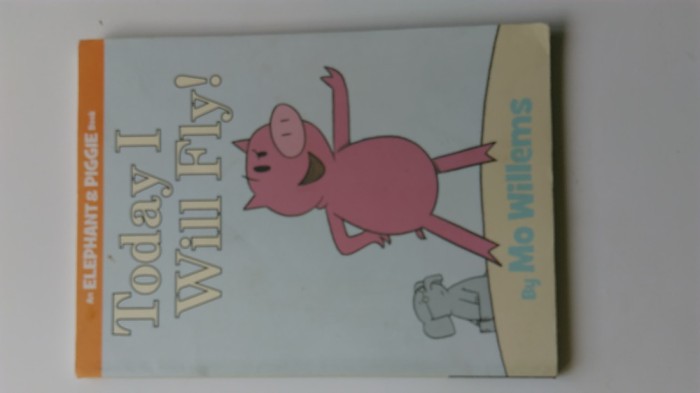 An ELEPHANT & PIGGIE Book
Today I
Will Fly!
By Mo Willems